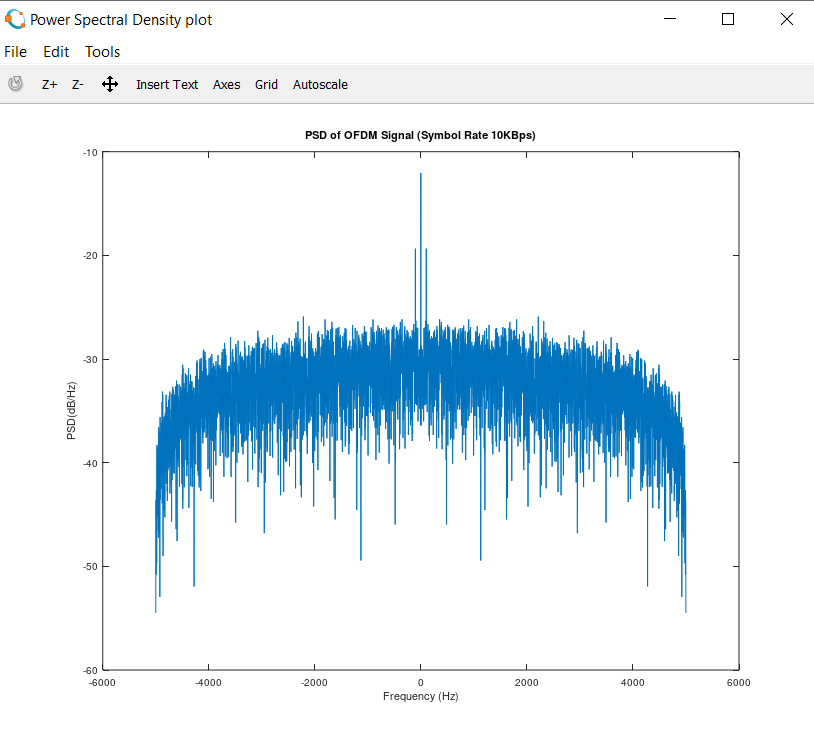 Power Spectral Density plot
File Edit Tools
Z+ Z- Insert Text Axes Grid Autoscale
PSD of OFDM Signal (Symbol Rate 10KBps)
-10
-20
-30
-40
-50
-60
PSD(dB/Hz)
-6000 -4000 -2000 0 2000 4000 6000
Frequency (Hz)